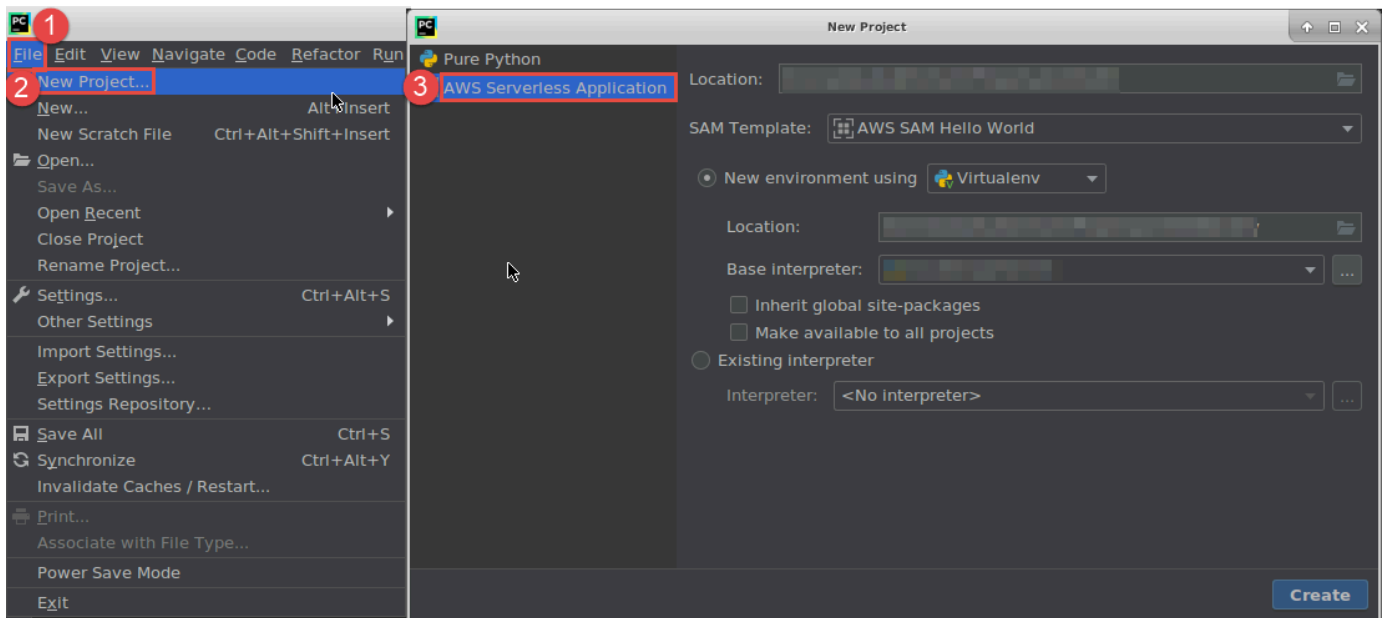 PC
1
File Edit View Navigate Code Refactor Run
2
New Project...
New... Alt+Insert
New Scratch File Ctrl+Alt+Shift+Insert
Open...
Save As...
Open Recent
Close Project
Rename Project...
Settings... Ctrl+Alt+S
Other Settings
Import Settings...
Export Settings...
Settings Repository...
Save All Ctrl+S
Synchronize Ctrl+Alt+Y
Invalidate Caches / Restart...
Print...
Associate with File Type...
Power Save Mode
Exit
PC
New Project
Pure Python
3
AWS Serverless Application
Location:
SAM Template: AWS SAM Hello World
New environment using Virtualenv
Location:
Base interpreter: ...
Inherit global site-packages
Make available to all projects
Existing interpreter
Interpreter: <No interpreter> ...
Create